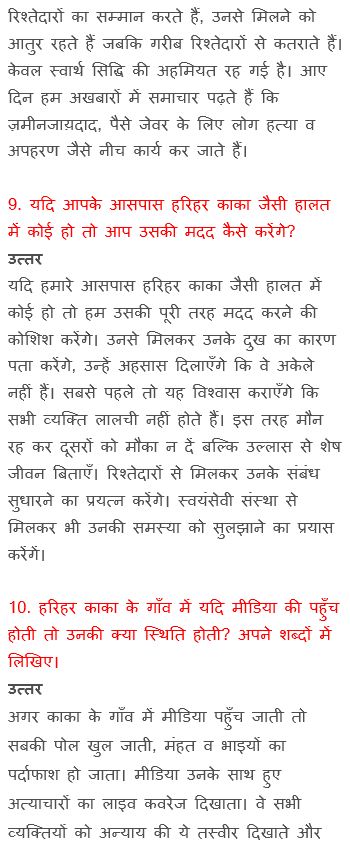 रिश्तेदारों का सम्मान करते हैं, उनसे मिलने को
आतुर रहते हैं जबकि गरीब रिश्तेदारों से कतराते हैं।
केवल स्वार्थ सिद्धि की अहमियत रह गई है। आए
दिन हम अखबारों में समाचार पढ़ते हैं कि
ज़मीनजाय़दाद, पैसे जेवर के लिए लोग हत्या व
अपहरण जैसे नीच कार्य कर जाते हैं।
9. यदि आपके आसपास हरिहर काका जैसी हालत
में कोई हो तो आप उसकी मदद कैसे करेंगे?
उत्तर
यदि हमारे आसपास हरिहर काका जैसी हालत में
कोई हो तो हम उसकी पूरी तरह मदद करने की
कोशिश करेंगे। उनसे मिलकर उनके दुख का कारण
पता करेंगे, उन्हें अहसास दिलाएँगे कि वे अकेले
नहीं हैं। सबसे पहले तो यह विश्वास कराएँगे कि
सभी व्यक्ति लालची नहीं होते हैं। इस तरह मौन
रह कर दूसरों को मौका न दें बल्कि उल्लास से शेष
जीवन बिताएँ। रिश्तेदारों से मिलकर उनके संबंध
सुधारने का प्रयत्न करेंगे। स्वयंसेवी संस्था से
मिलकर भी उनकी समस्या को सुलझाने का प्रयास
करेंगें।
10. हरिहर काका के गाँव में यदि मीडिया की पहुँच
होती तो उनकी क्या स्थिति होती? अपने शब्दों में
लिखिए।
उत्तर
अगर काका के गाँव में मीडिया पहुँच जाती तो
सबकी पोल खुल जाती, मंहत व भाइयों का
पर्दाफाश हो जाता। मीडिया उनके साथ हुए
अत्याचारों का लाइव कवरेज दिखाता। वे सभी
व्यक्तियों को अन्याय की ये तस्वीर दिखाते और